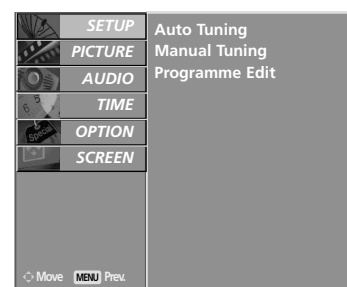 SETUP
PICTURE
AUDIO
TIME
OPTION
SCREEN
Auto Tuning
Manual Tuning
Programme Edit
Move MENU Prev.